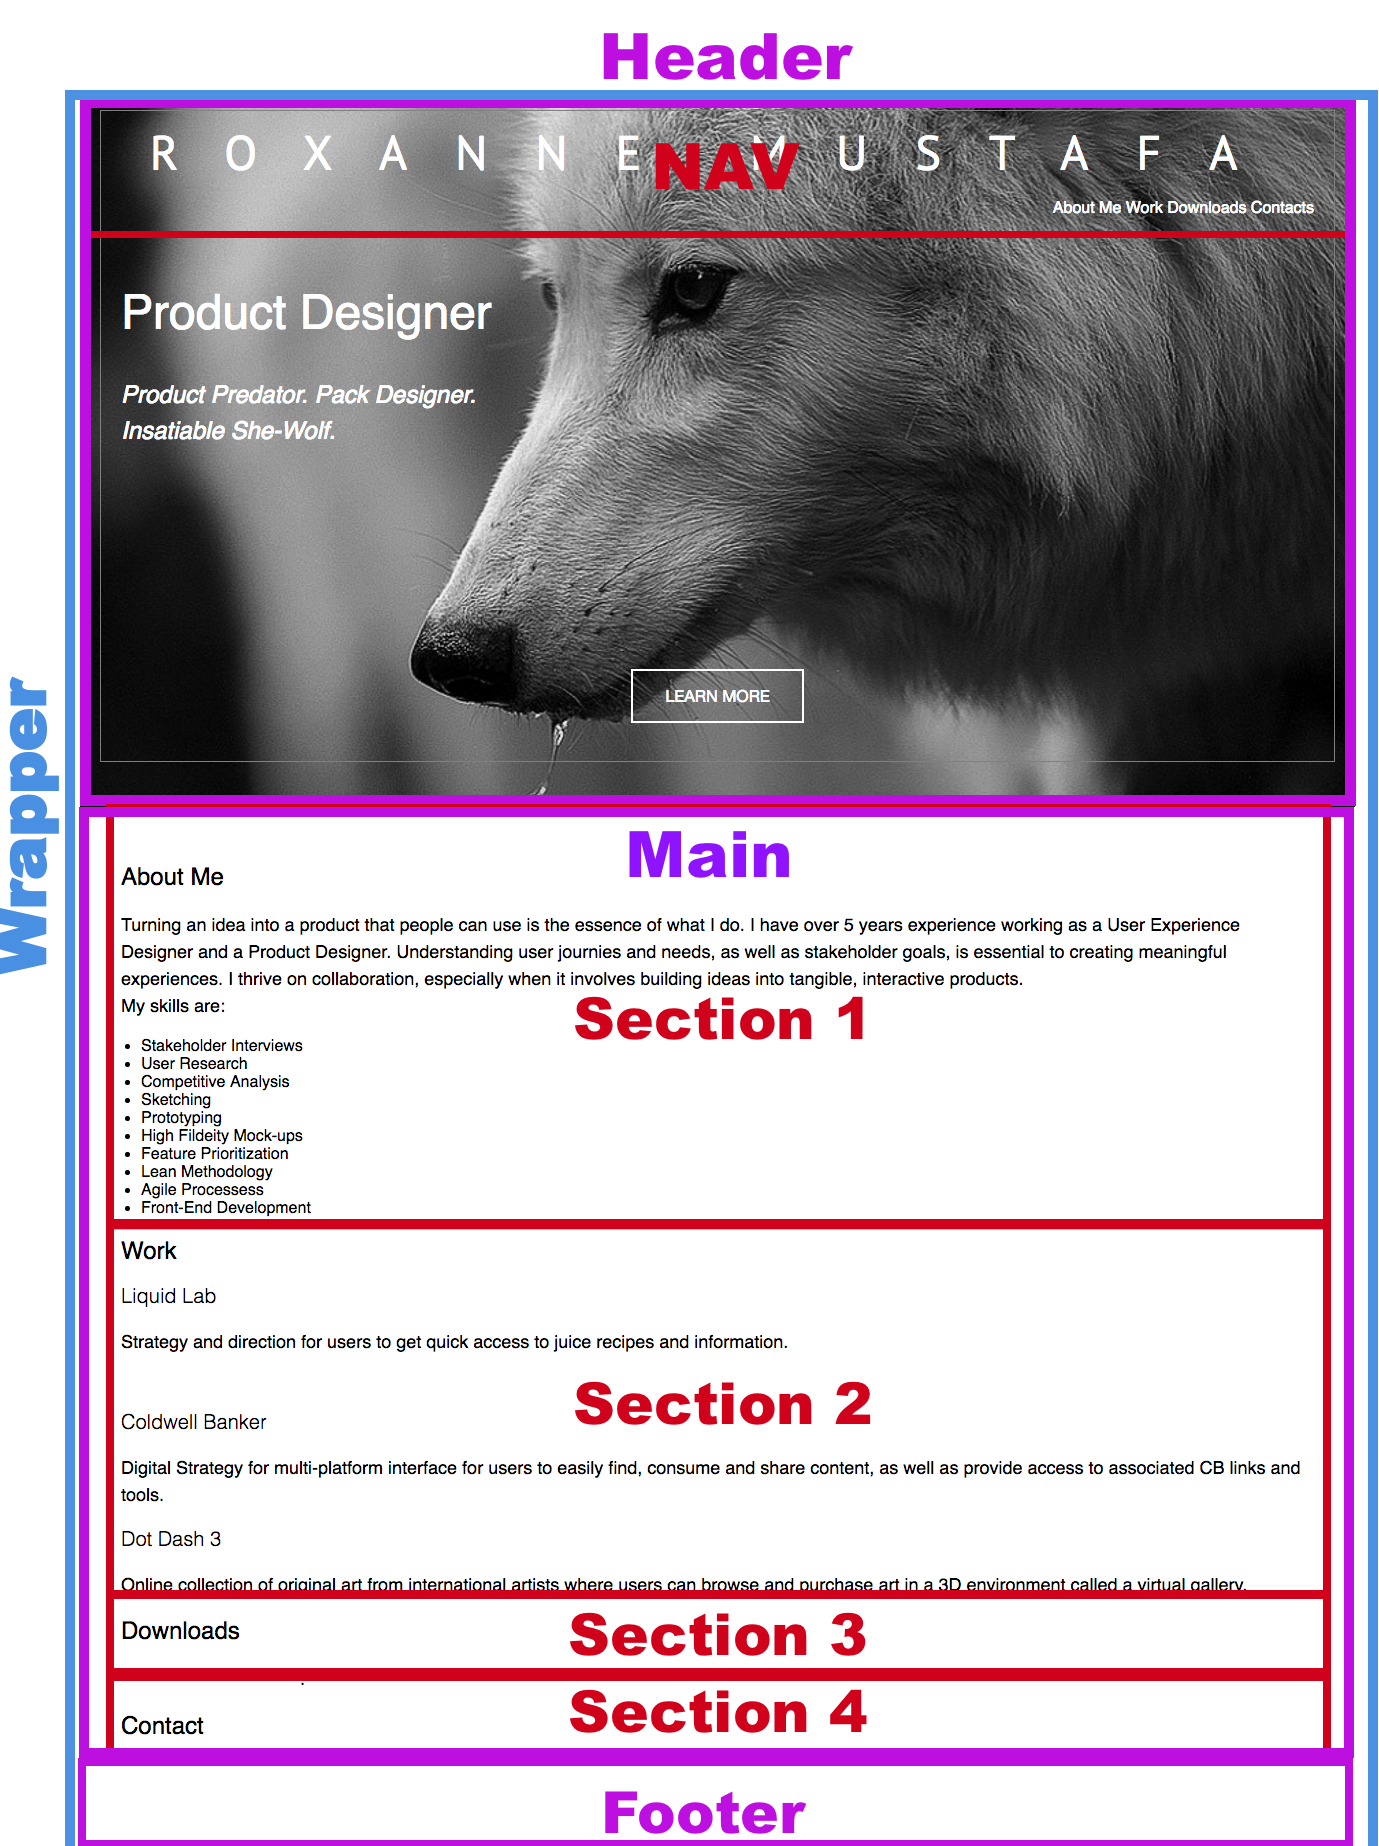 Header
ROXANNE MUSTAFA
NAV
About Me Work Downloads Contacts
Product Designer
Product Predator. Pack Designer.
Insatiable She-Wolf.
LEARN MORE
Wrapper
Main
About Me
Turning an idea into a product that people can use is the essence of what I do. I have over 5 years experience working as a User Experience
Designer and a Product Designer. Understanding user journies and needs, as well as stakeholder goals, is essential to creating meaningful
experiences. I thrive on collaboration, especially when it involves building ideas into tangible, interactive products.
My skills are:
Section 1
• Stakeholder Interviews
• User Research
• Competitive Analysis
• Sketching
• Prototyping
• High Fildeity Mock-ups
• Feature Prioritization
• Lean Methodology
• Agile Processess
• Front-End Development
Work
Liquid Lab
Strategy and direction for users to get quick access to juice recipes and information.
Section 2
Coldwell Banker
Digital Strategy for multi-platform interface for users to easily find, consume and share content, as well as provide access to associated CB links and
tools.
Dot Dash 3
Online collection of original art from international artists where users can browse and purchase art in a 3D environment called a virtual gallery.
Downloads
Section 3
Section 4
Contact
Footer